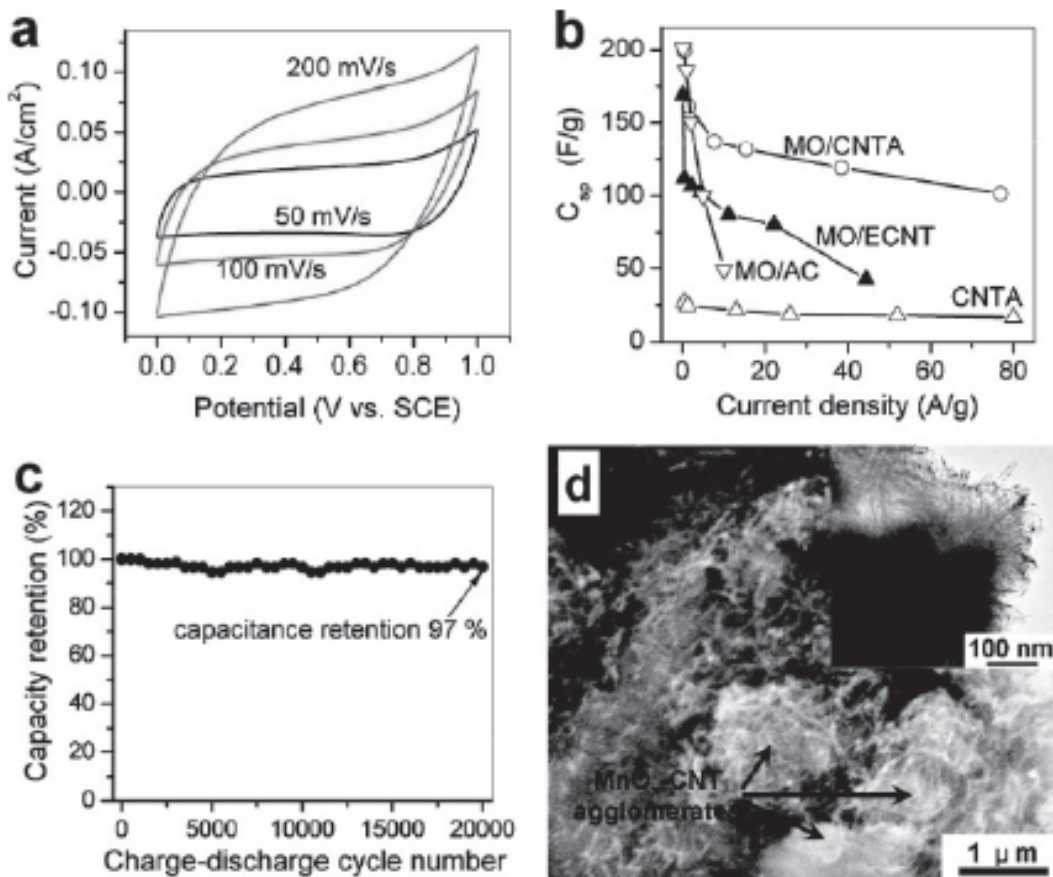 a
200 mV/s
50 mV/s
100 mV/s
Current (A/cm²)
0.10
0.05
0.00
-0.05
-0.10
0.0 0.2 0.4 0.6 0.8 1.0
Potential (V vs. SCE)
b
MO/CNTA
MO/ECNT
MO/AC
CNTA
Csp (F/g)
200
150
100
50
0
0 20 40 60 80
Current density (A/g)
c
capacitance retention 97 %
Capacity retention (%)
120
100
80
60
40
20
0
0 5000 10000 15000 20000
Charge-discharge cycle number
d
100 nm
MnO₂-CNT
agglomerates
1 μm